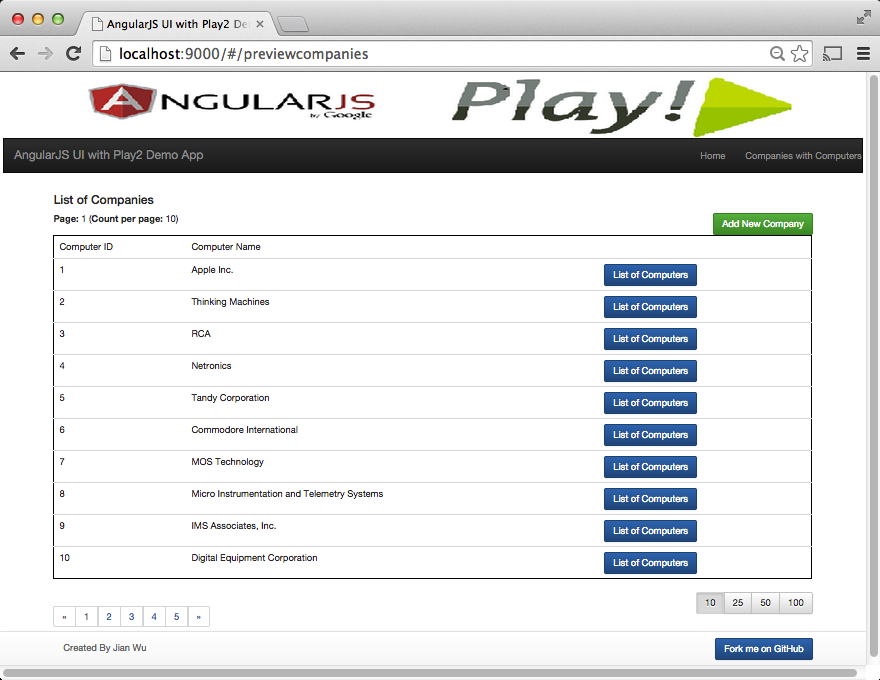 AngularJS UI with Play2 De
localhost:9000/#/previewcompanies
ANGULARJS
by Google
Play!
AngularJS UI with Play2 Demo App
Home
Companies with Computers
List of Companies
Page: 1 (Count per page: 10)
Add New Company
Computer ID Computer Name
1 Apple Inc. List of Computers
2 Thinking Machines List of Computers
3 RCA List of Computers
4 Netronics List of Computers
5 Tandy Corporation List of Computers
6 Commodore International List of Computers
7 MOS Technology List of Computers
8 Micro Instrumentation and Telemetry Systems List of Computers
9 IMS Associates, Inc. List of Computers
10 Digital Equipment Corporation List of Computers
10 25 50 100
« 1 2 3 4 5 »
Created By Jian Wu
Fork me on GitHub